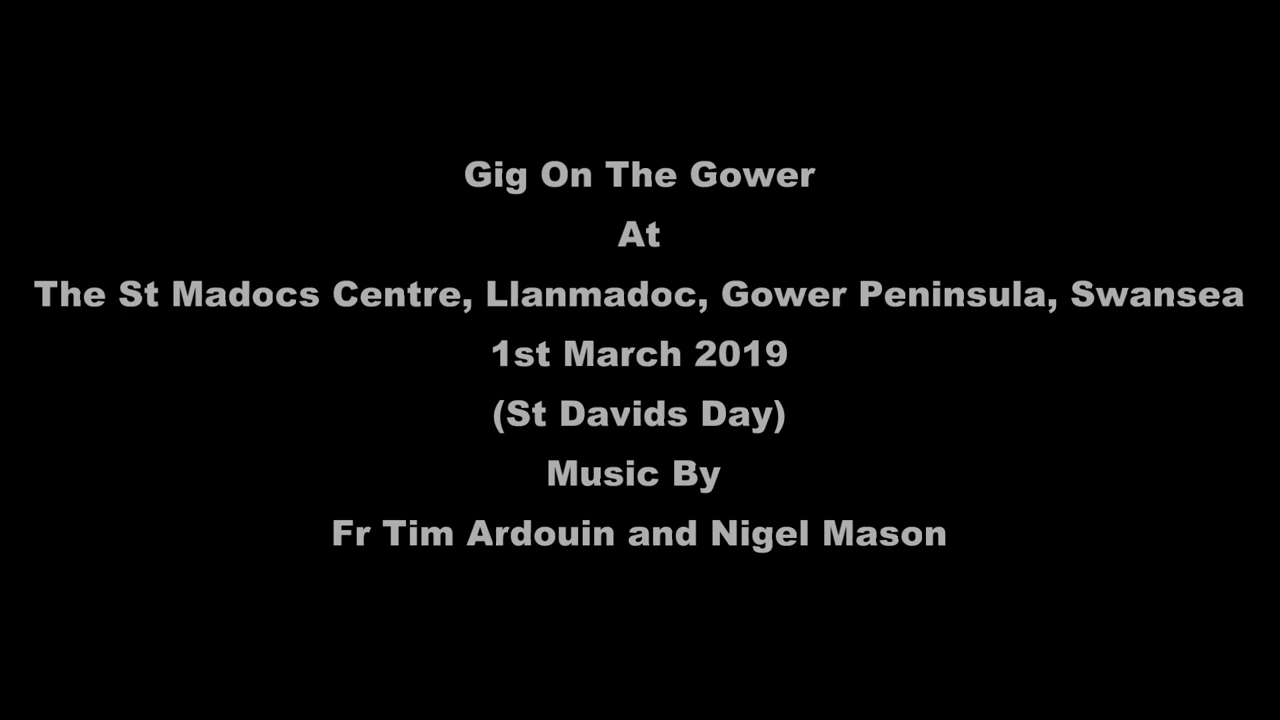 Gig On The Gower
At
The St Madocs Centre, Llanmadoc, Gower Peninsula, Swansea
1st March 2019
(St Davids Day)
Music By
Fr Tim Ardouin and Nigel Mason